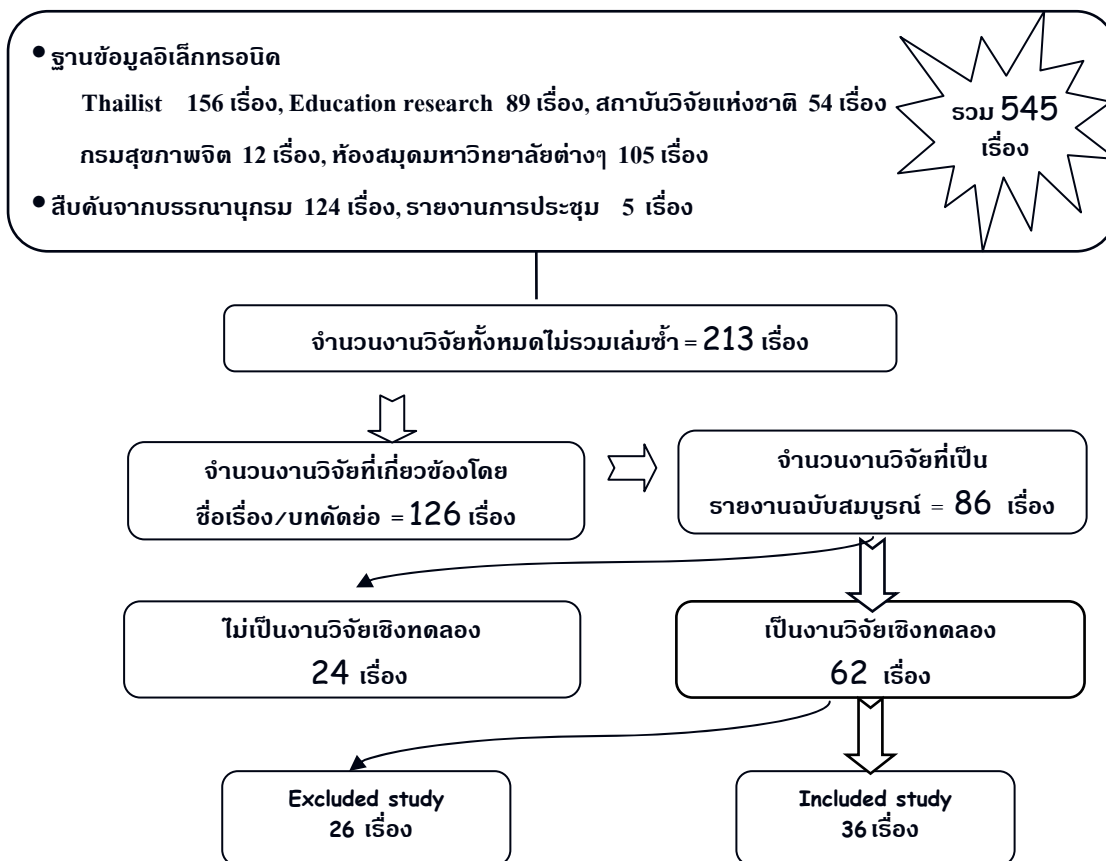 • ฐานข้อมูลอิเล็กทรอนิค
Thailist 156 เรื่อง, Education research 89 เรื่อง, สถาบันวิจัยแห่งชาติ 54 เรื่อง
กรมสุขภาพจิต 12 เรื่อง, ห้องสมุดมหาวิทยาลัยต่างๆ 105 เรื่อง
• สืบค้นจากบรรณานุกรม 124 เรื่อง, รายงานการประชุม 5 เรื่อง
รวม 545
เรื่อง
จำนวนงานวิจัยทั้งหมดไม่รวมเล่มซ้ำ = 213 เรื่อง
จำนวนงานวิจัยที่เกี่ยวข้องโดย
ชื่อเรื่อง/บทคัดย่อ = 126 เรื่อง
จำนวนงานวิจัยที่เป็น
รายงานฉบับสมบูรณ์ = 86 เรื่อง
ไม่เป็นงานวิจัยเชิงทดลอง
24 เรื่อง
เป็นงานวิจัยเชิงทดลอง
62 เรื่อง
Excluded study
26 เรื่อง
Included study
36 เรื่อง